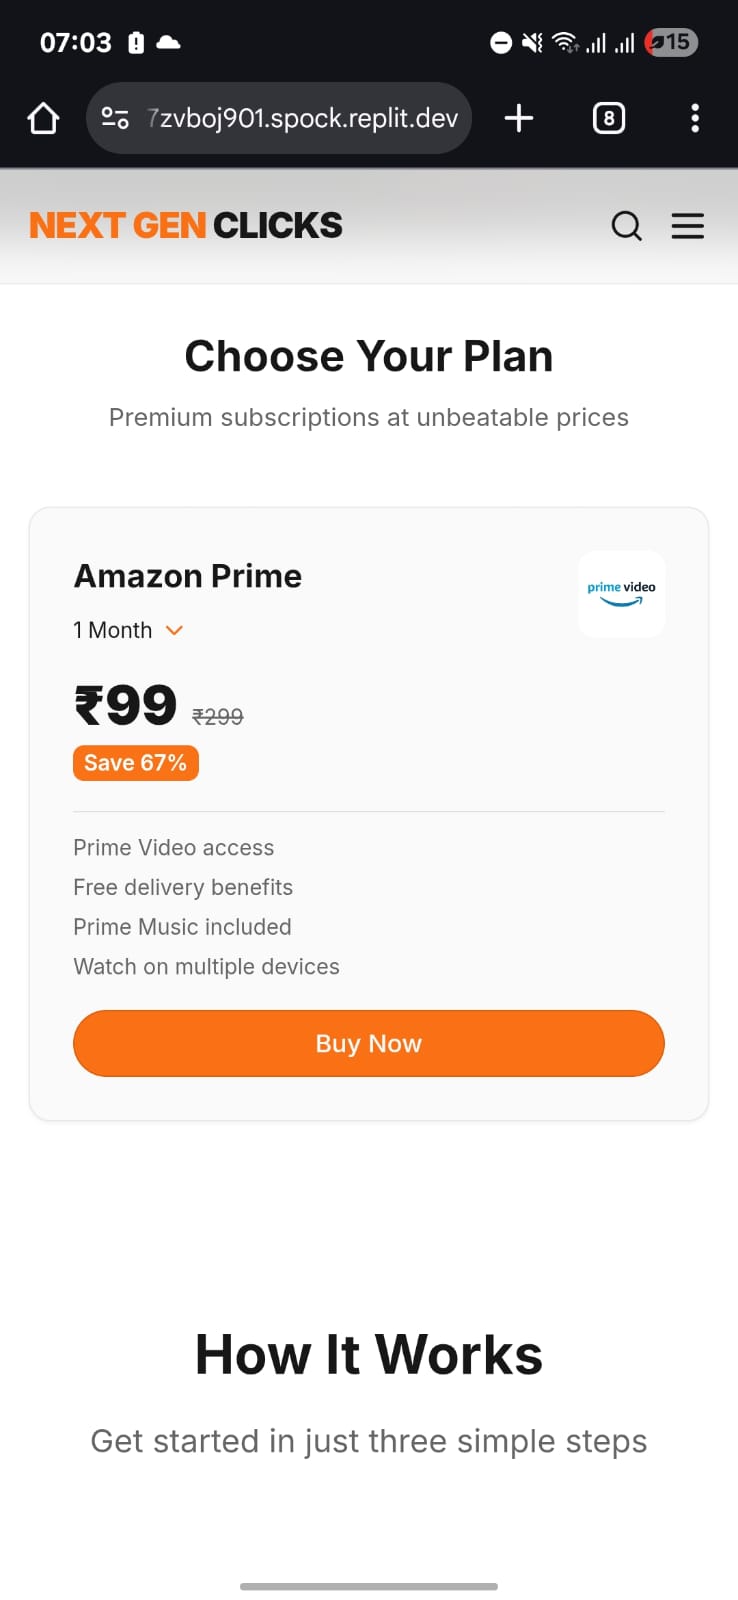 07:03
15
7zvboj901.spock.replit.dev
8
NEXT GEN CLICKS
Choose Your Plan
Premium subscriptions at unbeatable prices
Amazon Prime
prime video
1 Month
₹99 ₹299
Save 67%
Prime Video access
Free delivery benefits
Prime Music included
Watch on multiple devices
Buy Now
How It Works
Get started in just three simple steps